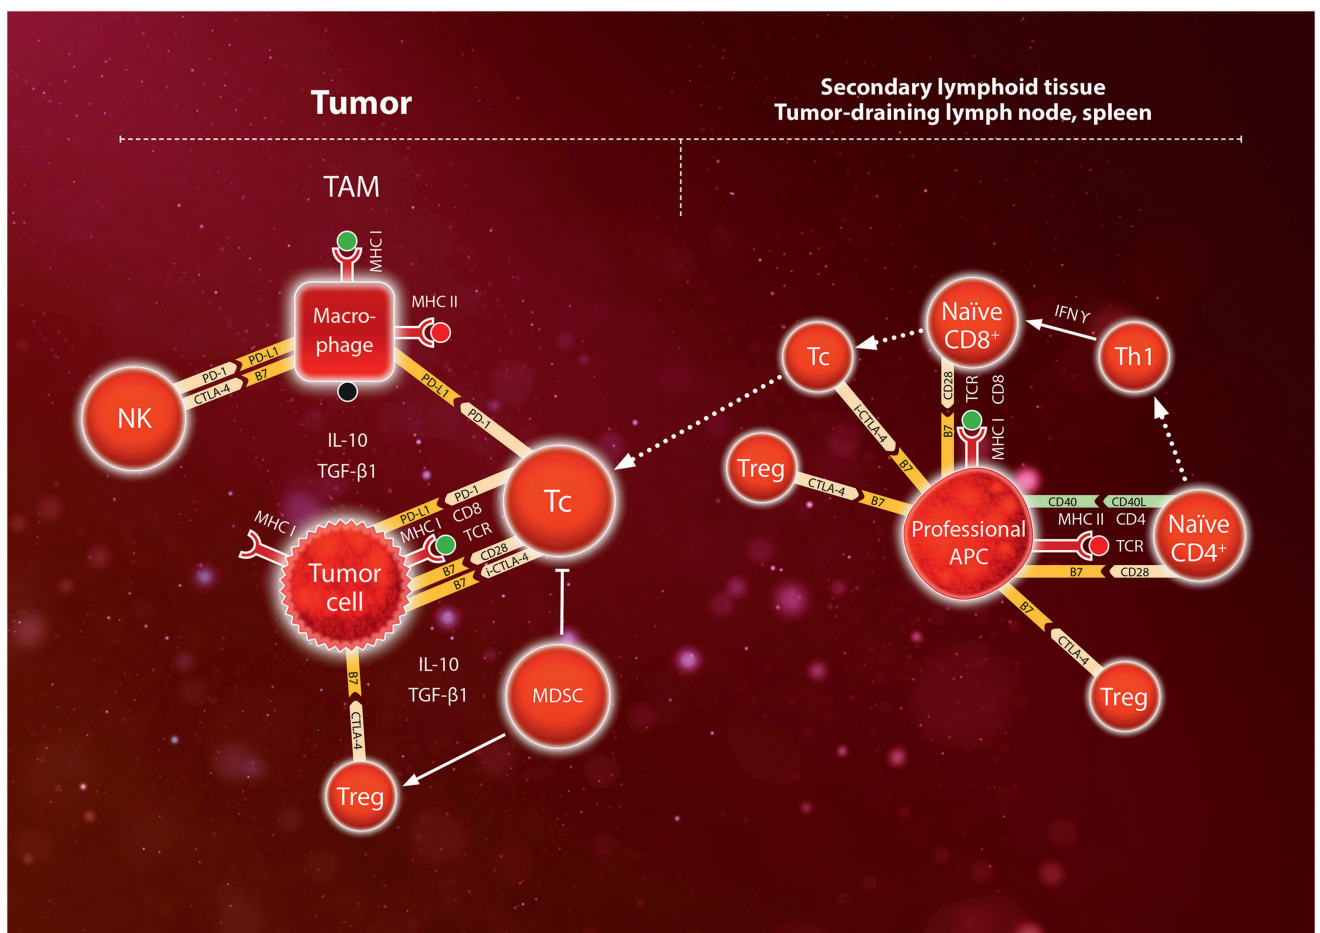 Tumor
Secondary lymphoid tissue
Tumor-draining lymph node, spleen
TAM
MHC I
MHC II
Macro-
phage
PD-1
PD-L1
CTLA-4
B7
NK
PD-L1
PD-1
IL-10
TGF-β1
Tc
PD-L1
PD-1
MHC I
CD8
TCR
MHC I
B7
CD28
B7
i-CTLA-4
Tumor
cell
B7
CTLA-4
IL-10
TGF-β1
MDSC
Treg
Naïve
CD8⁺
IFNγ
Th1
Tc
CD28
B7
TCR
CD8
MHC I
i-CTLA-4
B7
Treg
CTLA-4
B7
Professional
APC
CD40
CD40L
MHC II
CD4
TCR
B7
CD28
Naïve
CD4⁺
B7
CTLA-4
Treg